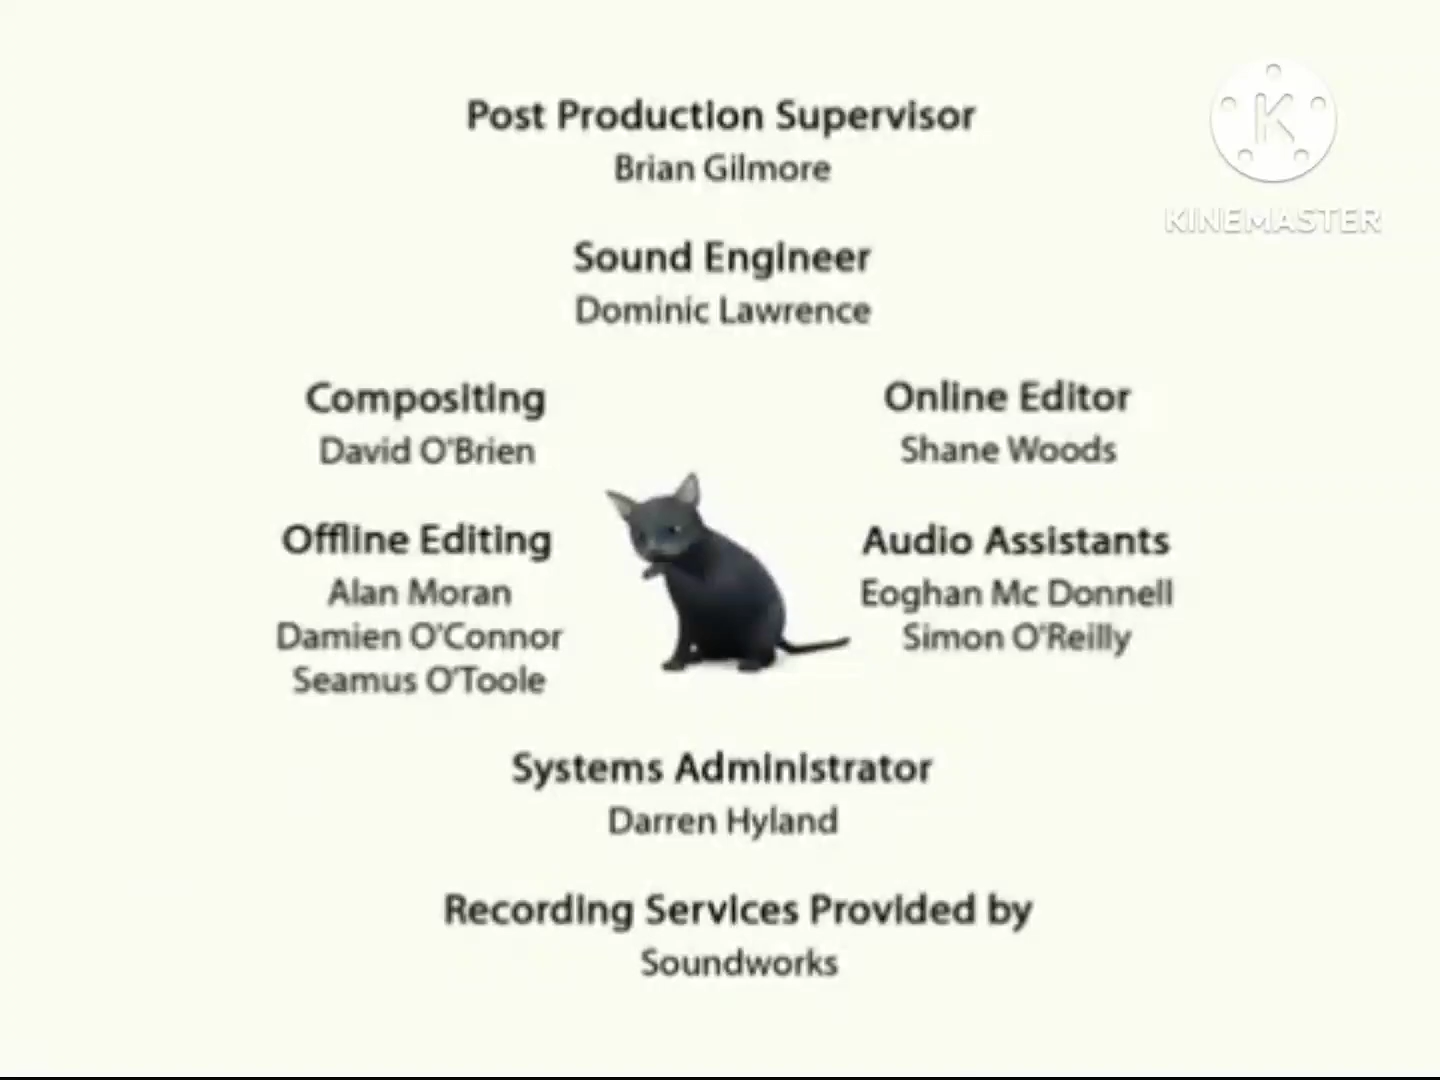 Post Production Supervisor
Brian Gilmore
KINEMASTER
Sound Engineer
Dominic Lawrence
Compositing
David O'Brien
Online Editor
Shane Woods
Offline Editing
Alan Moran
Damien O'Connor
Seamus O'Toole
Audio Assistants
Eoghan Mc Donnell
Simon O'Reilly
Systems Administrator
Darren Hyland
Recording Services Provided by
Soundworks